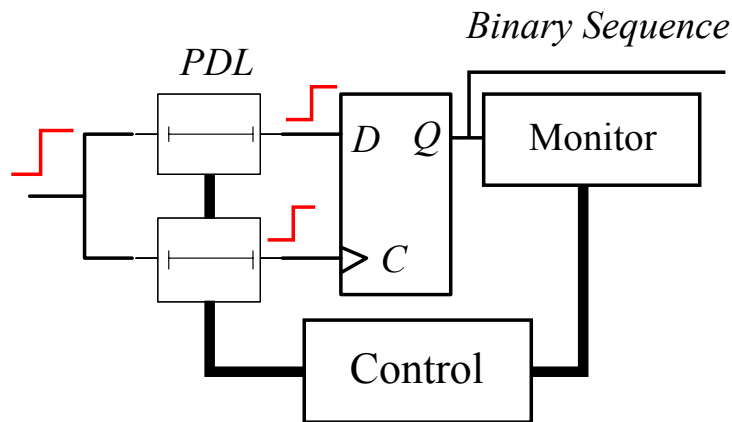 Binary Sequence
PDL
D
Q
Monitor
C
Control